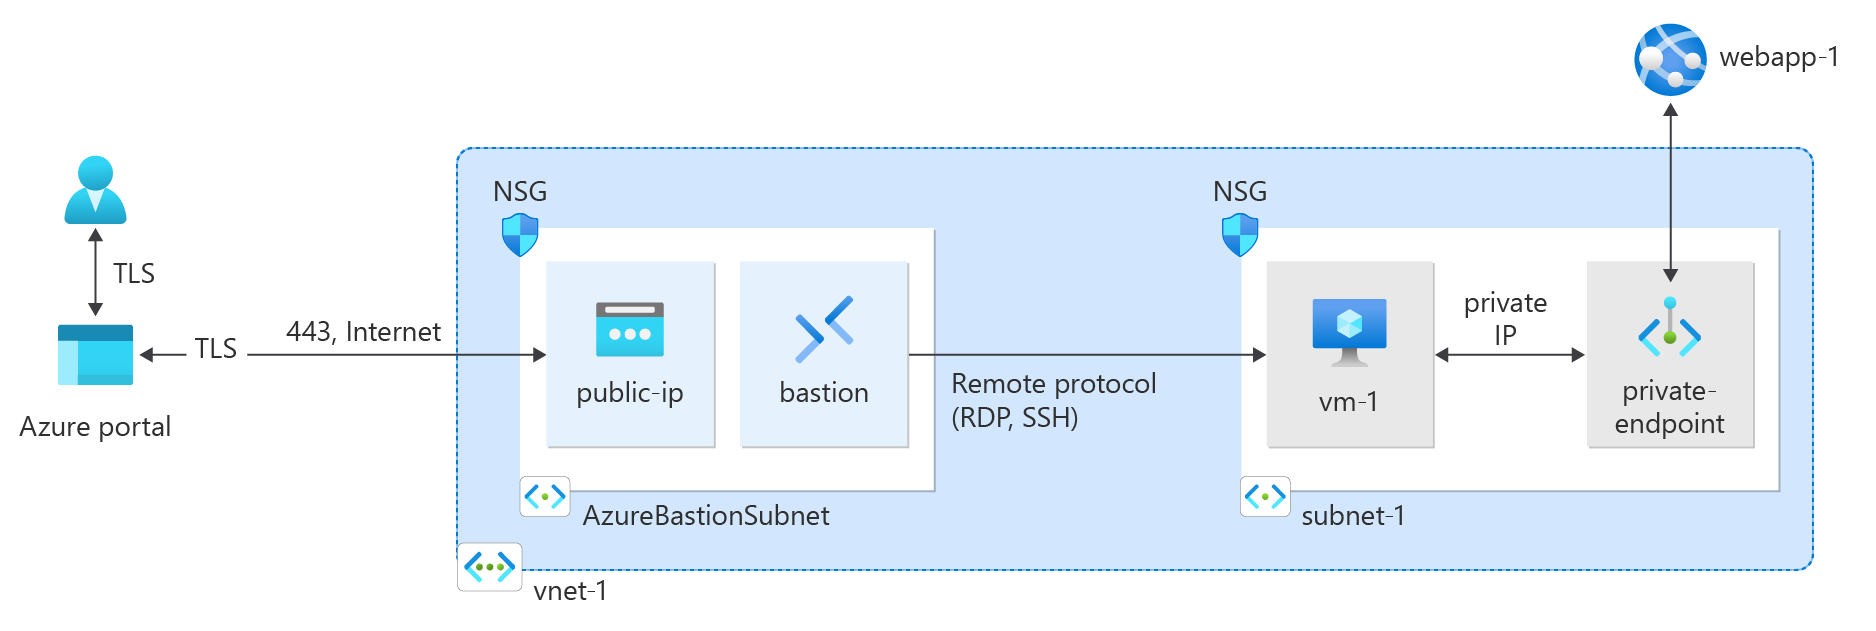 webapp-1
NSG
NSG
TLS
443, Internet
TLS
private
IP
public-ip
bastion
Remote protocol
(RDP, SSH)
vm-1
private-
endpoint
Azure portal
AzureBastionSubnet
subnet-1
vnet-1